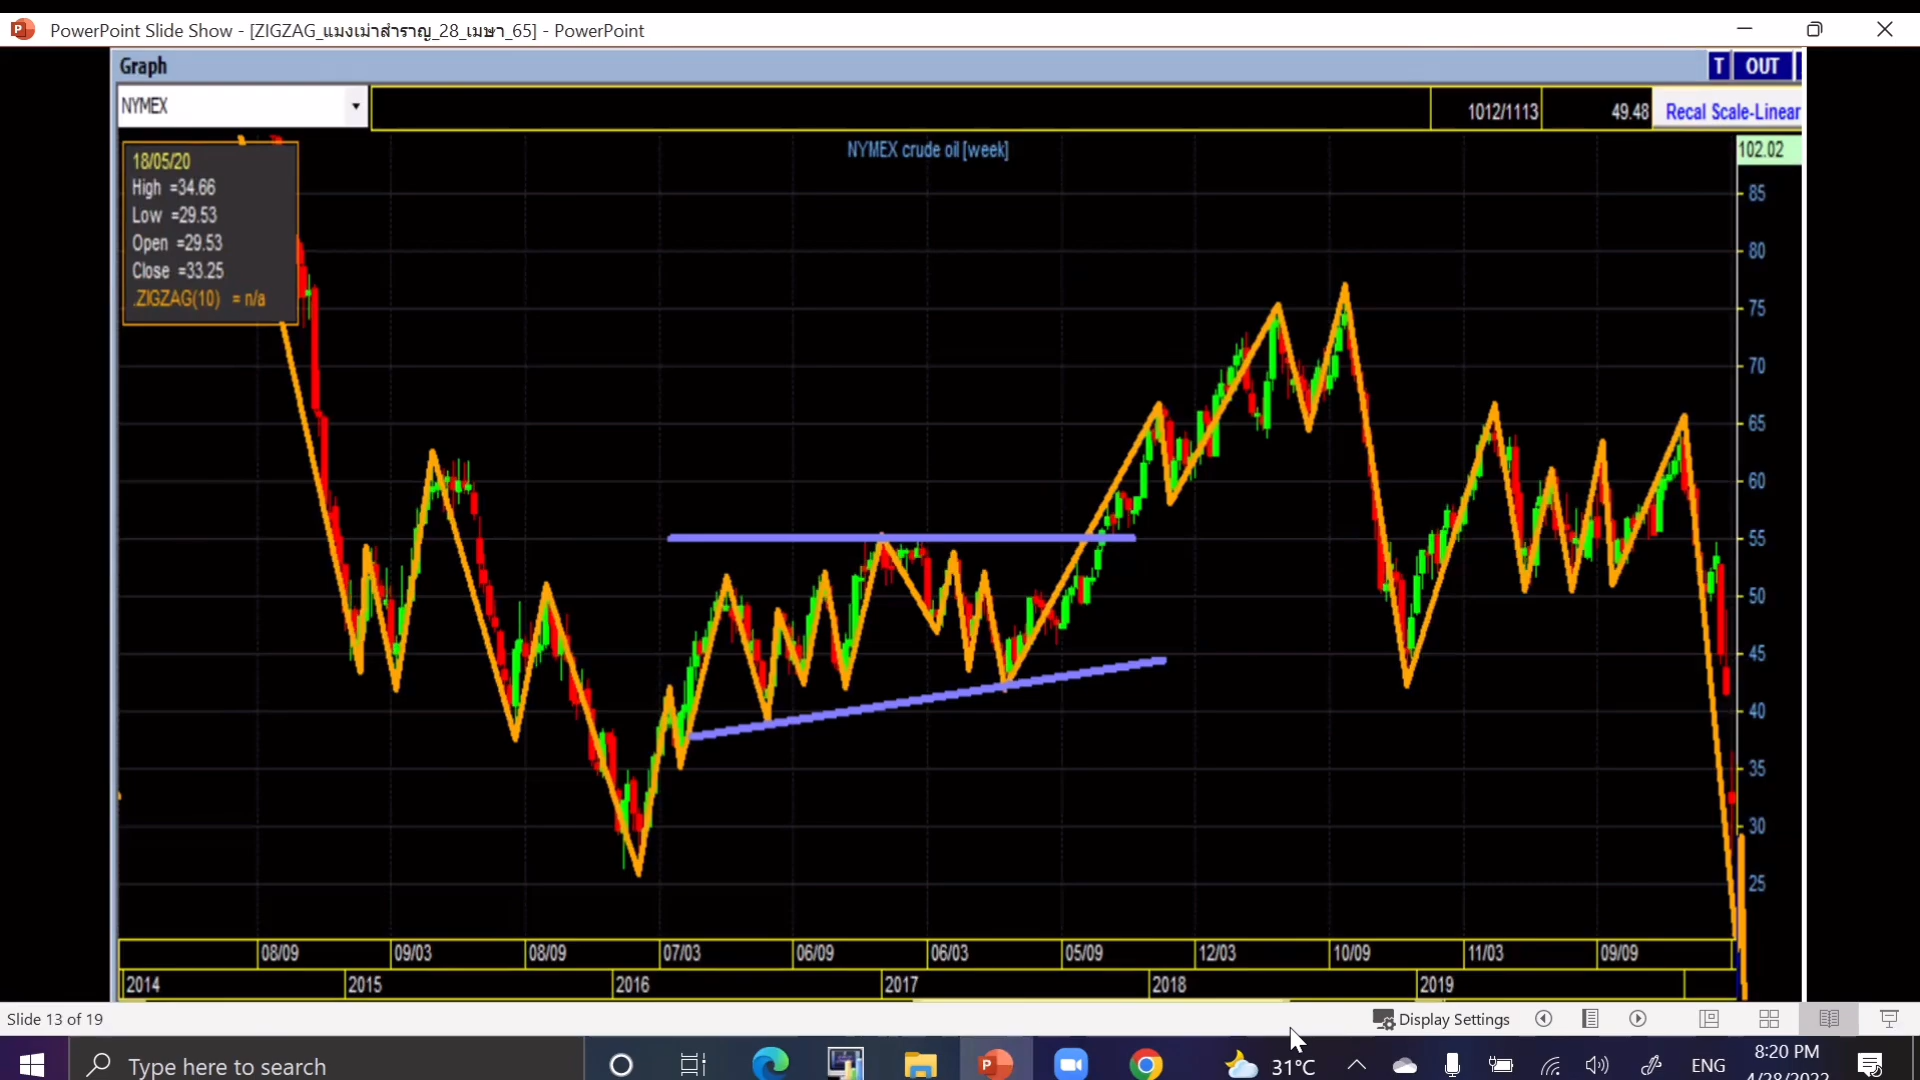 PowerPoint Slide Show - [ZIGZAG_แมงเม่าสำราญ_28_เมษา_65] - PowerPoint
Graph
T OUT
NYMEX
1012/1113 49.48 Recal Scale-Linear
NYMEX crude oil [week]
102.02
18/05/20
High =34.66
Low =29.53
Open =29.53
Close =33.25
.ZIGZAG(10) = n/a
85
80
75
70
65
60
55
50
45
40
35
30
25
08/09 09/03 08/09 07/03 06/09 06/03 05/09 12/03 10/09 11/03 09/09
2014 2015 2016 2017 2018 2019
Slide 13 of 19
Display Settings
Type here to search
31°C
ENG
8:20 PM
4/28/2022